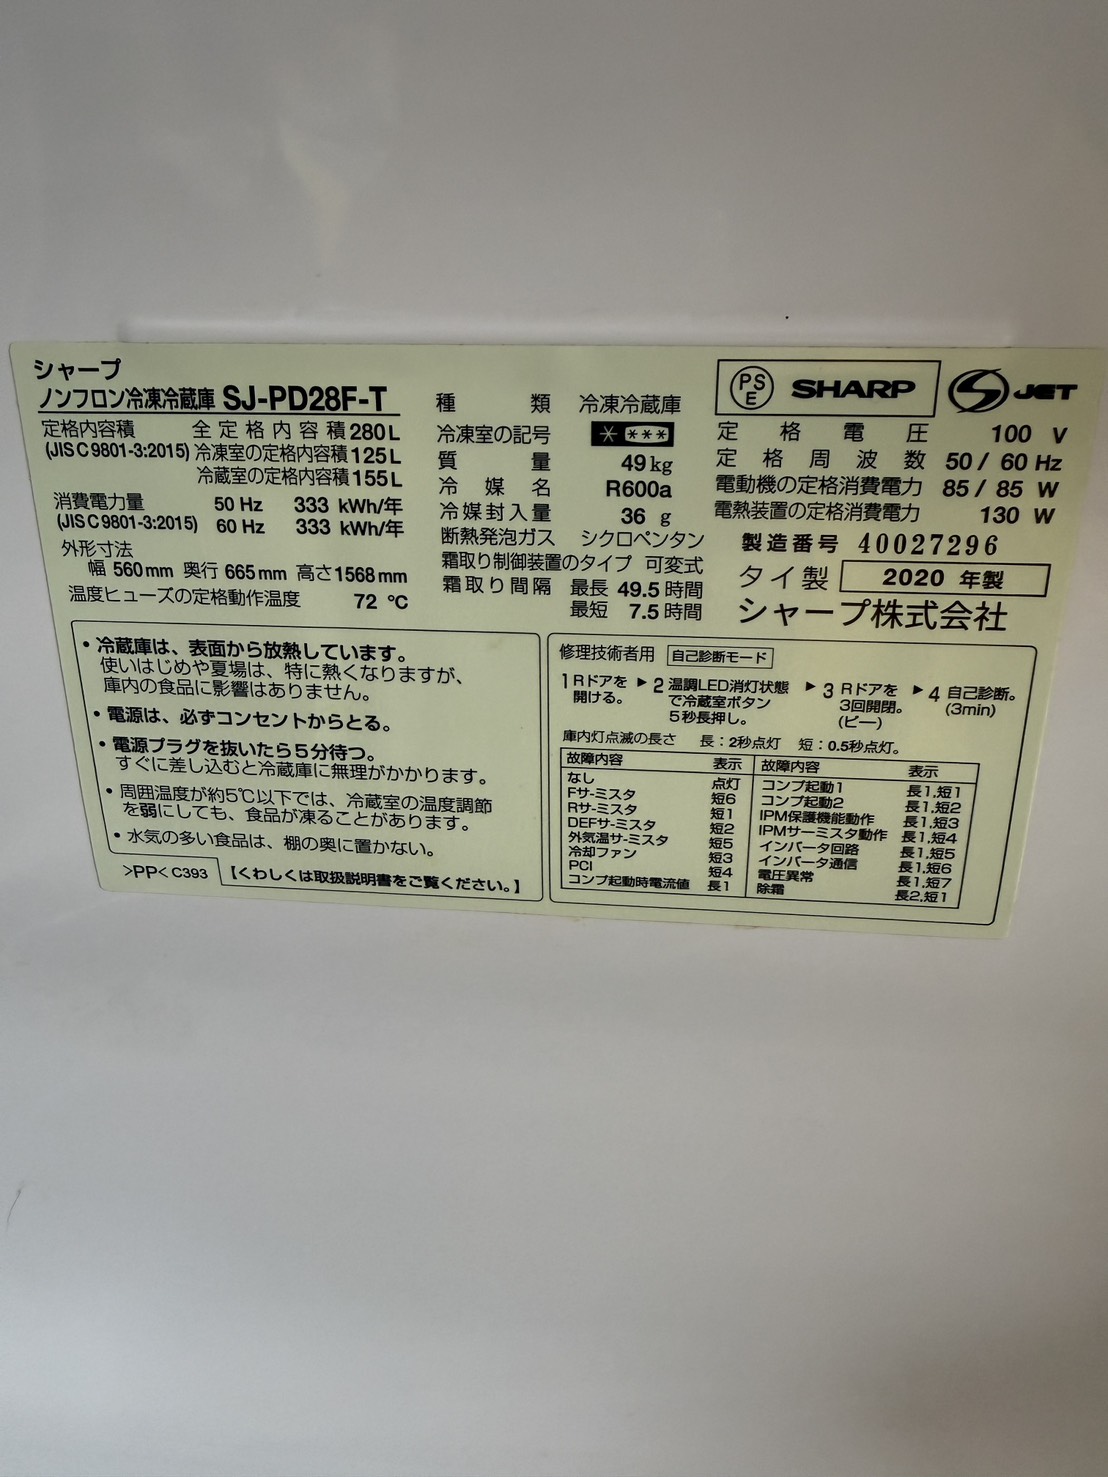 シャープ
ノンフロン冷凍冷蔵庫 SJ-PD28F-T
定格内容積 全定格内容積 280L
(JIS C 9801-3:2015) 冷凍室の定格内容積 125L
冷蔵室の定格内容積 155L
消費電力量 50 Hz 333 kWh/年
(JIS C 9801-3:2015) 60 Hz 333 kWh/年
外形寸法
幅 560mm 奥行 665mm 高さ1568mm
温度ヒューズの定格動作温度 72 ℃
種類 冷凍冷蔵庫
冷凍室の記号 * ***
質量 49kg
冷媒名 R600a
冷媒封入量 36 g
断熱発泡ガス シクロペンタン
霜取り制御装置のタイプ 可変式
霜取り間隔 最長 49.5 時間
最短 7.5 時間
PSE SHARP JET
定格電圧 100 V
定格周波数 50 / 60 Hz
電動機の定格消費電力 85 / 85 W
電熱装置の定格消費電力 130 W
製造番号 40027296
タイ製 2020 年製
シャープ株式会社
・冷蔵庫は、表面から放熱しています。
使いはじめや夏場は、特に熱くなりますが、
庫内の食品に影響はありません。
・電源は、必ずコンセントからとる。
・電源プラグを抜いたら5分待つ。
すぐに差し込むと冷蔵庫に無理がかかります。
・周囲温度が約5℃以下では、冷蔵室の温度調節
を弱にしても、食品が凍ることがあります。
・水気の多い食品は、棚の奥に置かない。
>PP< C393 【くわしくは取扱説明書をご覧ください。】
修理技術者用 自己診断モード
1 Rドアを開ける。 ▶ 2 温調LED消灯状態で冷蔵室ボタン5秒長押し。 ▶ 3 Rドアを3回開閉。(ピー) ▶ 4 自己診断。(3min)
庫内灯点滅の長さ 長：2秒点灯 短：0.5秒点灯。
故障内容 表示 故障内容 表示
なし 点灯 コンプ起動1 長1,短1
Fサ-ミスタ 短6 コンプ起動2 長1,短2
Rサ-ミスタ 短1 IPM保護機能動作 長1,短3
DEFサ-ミスタ 短2 IPMサーミスタ動作 長1,短4
外気温サ-ミスタ 短5 インバータ回路 長1,短5
冷却ファン 短3 インバータ通信 長1,短6
PCI 短4 電圧異常 長1,短7
コンプ起動時電流値 長1 除霜 長2,短1